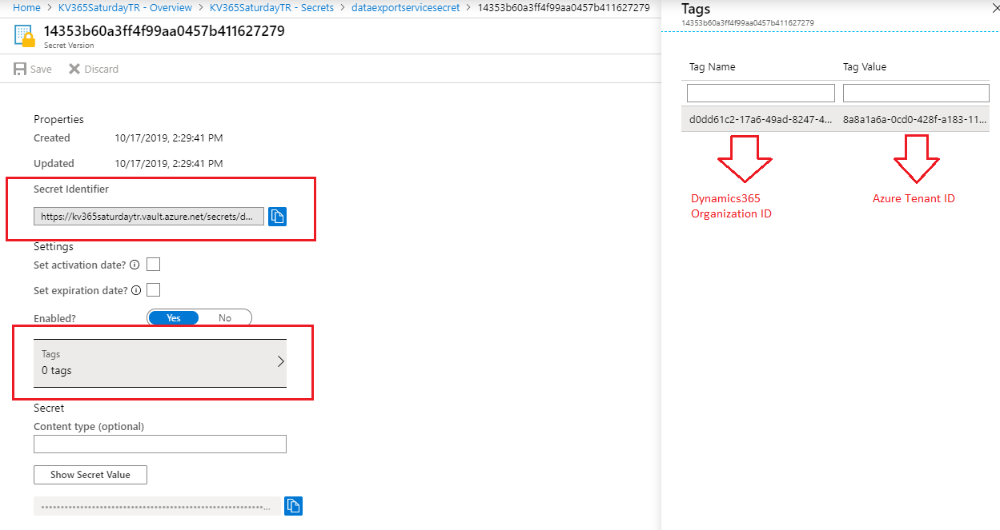 Home > KV365SaturdayTR - Overview > KV365SaturdayTR - Secrets > dataexportservicesecret > 14353b60a3ff4f99aa0457b411627279
14353b60a3ff4f99aa0457b411627279
Secret Version
Save Discard
Properties
Created 10/17/2019, 2:29:41 PM
Updated 10/17/2019, 2:29:41 PM
Secret Identifier
https://kv365saturdaytr.vault.azure.net/secrets/d...
Settings
Set activation date?
Set expiration date?
Enabled? Yes No
Tags
0 tags
Secret
Content type (optional)
Show Secret Value
Tags
14353b60a3ff4f99aa0457b411627279
Tag Name Tag Value
d0dd61c2-17a6-49ad-8247-4... 8a8a1a6a-0cd0-428f-a183-11...
Dynamics365
Organization ID
Azure Tenant ID